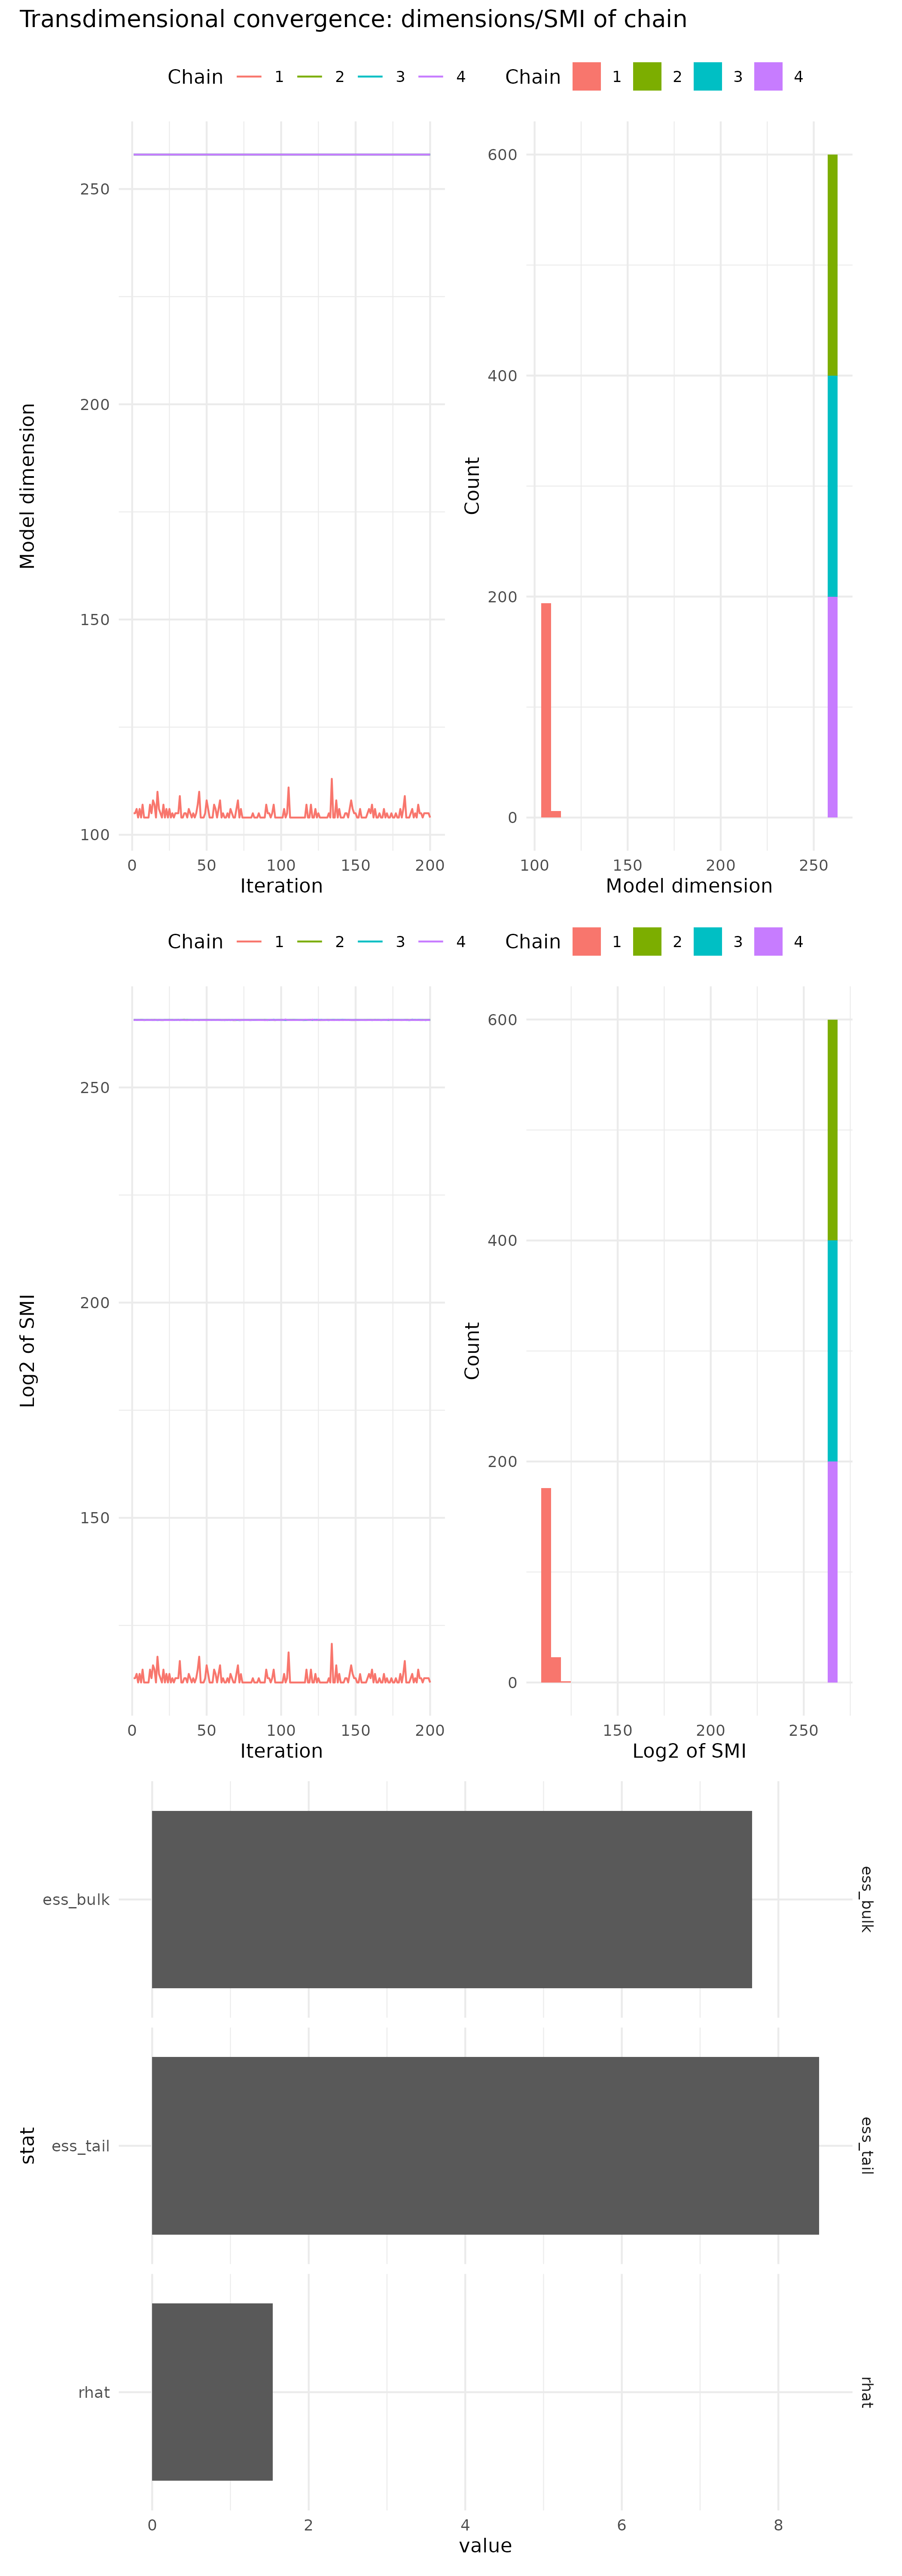 Transdimensional convergence: dimensions/SMI of chain
Chain 1 2 3 4
Chain 1 2 3 4
250
200
150
100
Model dimension
0 50 100 150 200
Iteration
600
400
200
0
Count
100 150 200 250
Model dimension
Chain 1 2 3 4
Chain 1 2 3 4
250
200
150
Log2 of SMI
0 50 100 150 200
Iteration
600
400
200
0
Count
150 200 250
Log2 of SMI
stat
ess_bulk
ess_bulk
ess_tail
ess_tail
rhat
rhat
0 2 4 6 8
value